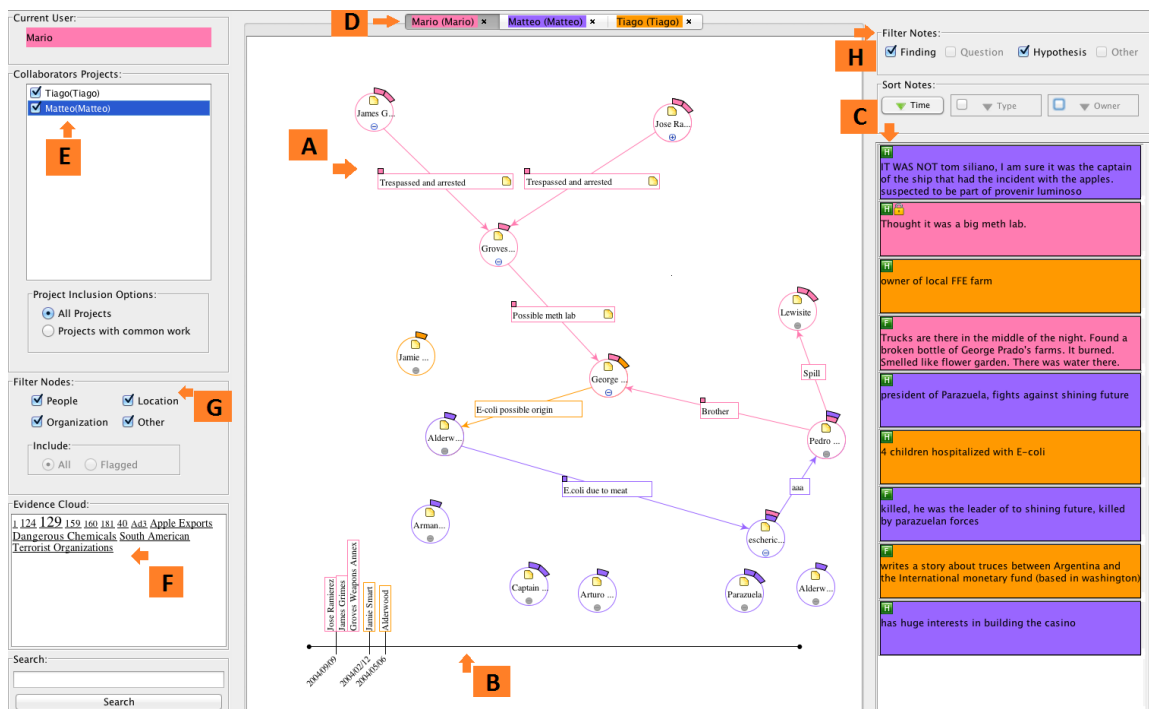 Current User:
Mario
Collaborators Projects:
Tiago(Tiago)
Matteo(Matteo)
E
Project Inclusion Options:
All Projects
Projects with common work
Filter Nodes:
People
Location
Organization
Other
G
Include:
All
Flagged
Evidence Cloud:
1 124 129 159 160 181 40 Ad3 Apple Exports
Dangerous Chemicals South American
Terrorist Organizations
F
Search:
Search
D
Mario (Mario) ×
Matteo (Matteo) ×
Tiago (Tiago) ×
James G...
Jose Ra...
A
Trespassed and arrested
Trespassed and arrested
Groves...
Possible meth lab
Lewisite
Jamie ...
George ...
Spill
E-coli possible origin
Brother
Alderw...
Pedro ...
E.coli due to meat
aaa
Arman...
escheric...
Captain ...
Arturo ...
Parazuela
Alderw...
Jose Ramierez
James Grimes
Groves Weapons Annex
Jamie Smart
Alderwood
2004/09/09
2004/02/12
2004/05/06
B
H
Filter Notes:
Finding
Question
Hypothesis
Other
Sort Notes:
Time
Type
Owner
C
H
IT WAS NOT tom siliano, I am sure it was the captain
of the ship that had the incident with the apples.
suspected to be part of provenir luminoso
H
Thought it was a big meth lab.
H
owner of local FFE farm
F
Trucks are there in the middle of the night. Found a
broken bottle of George Prado's farms. It burned.
Smelled like flower garden. There was water there.
H
president of Parazuela, fights against shining future
H
4 children hospitalized with E-coli
F
killed, he was the leader of to shining future, killed
by parazuelan forces
F
writes a story about truces between Argentina and
the International monetary fund (based in washington)
H
has huge interests in building the casino